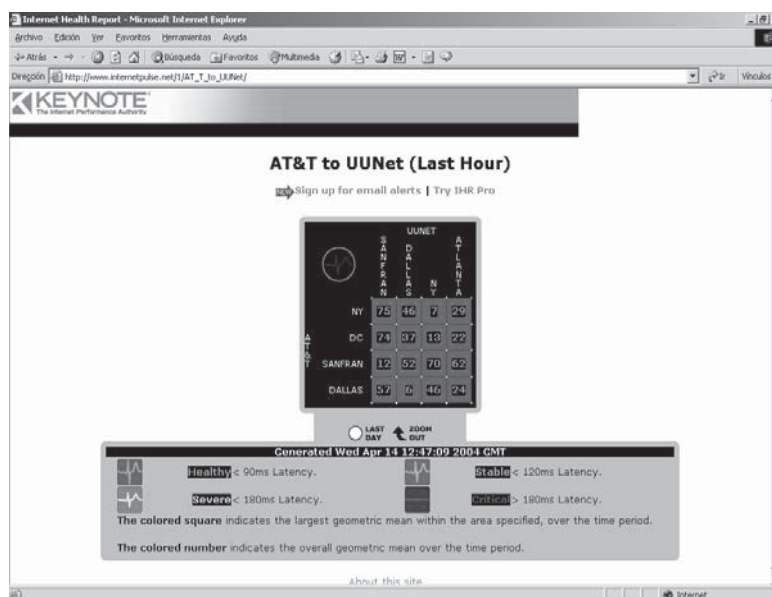 Internet Health Report - Microsoft Internet Explorer
Archivo Edición Ver Favoritos Herramientas Ayuda
Atrás Búsqueda Favoritos Multimedia
Dirección http://www.internetpulse.net/1/AT_T_to_UUNet/ Ir Vínculos
KEYNOTE
The Internet Performance Authority
AT&T to UUNet (Last Hour)
NEW Sign up for email alerts | Try IHR Pro
UUNET
SANFRAN DALLAS NY ATLANTA
AT&T
NY 75 46 7 29
DC 74 37 13 22
SANFRAN 12 52 70 62
DALLAS 57 6 46 24
LAST DAY ZOOM OUT
Generated Wed Apr 14 12:47:09 2004 GMT
Healthy < 90ms Latency. Stable < 120ms Latency.
Severe < 180ms Latency. Critical > 180ms Latency.
The colored square indicates the largest geometric mean within the area specified, over the time period.
The colored number indicates the overall geometric mean over the time period.
About this site
Internet